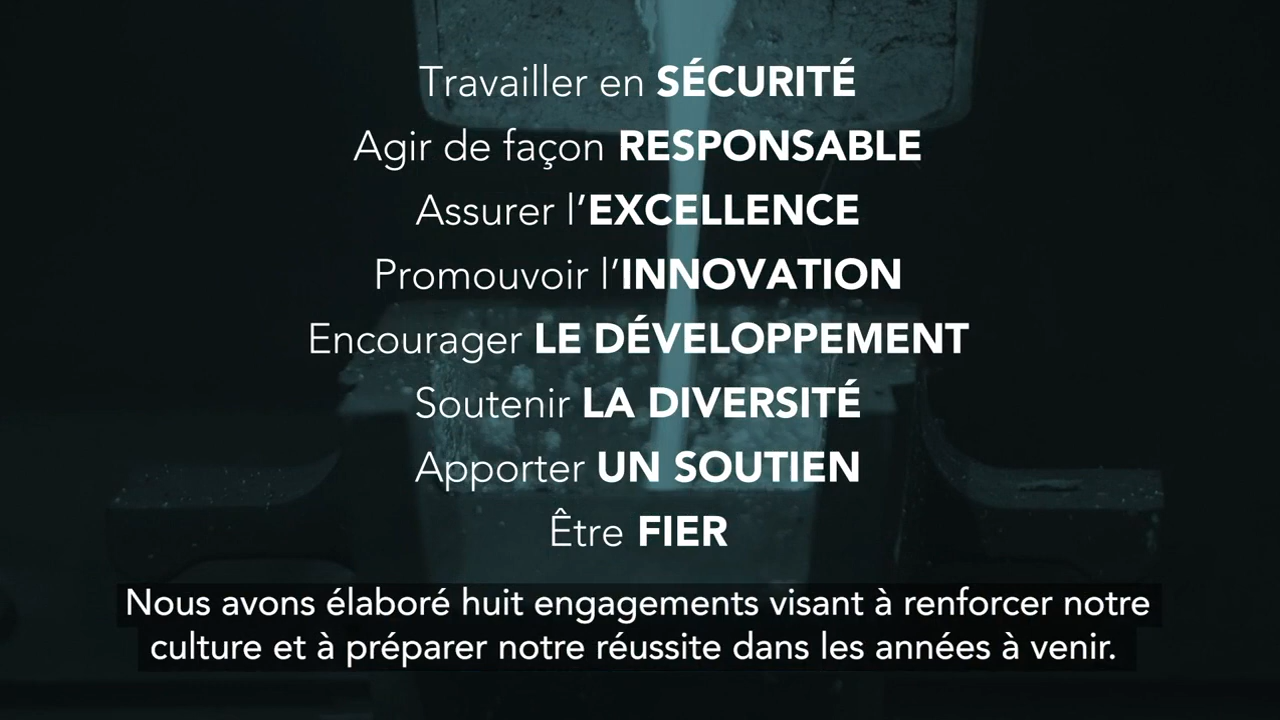 Travailler en SÉCURITÉ
Agir de façon RESPONSABLE
Assurer l’EXCELLENCE
Promouvoir l’INNOVATION
Encourager LE DÉVELOPPEMENT
Soutenir LA DIVERSITÉ
Apporter UN SOUTIEN
Être FIER
Nous avons élaboré huit engagements visant à renforcer notre
culture et à préparer notre réussite dans les années à venir.